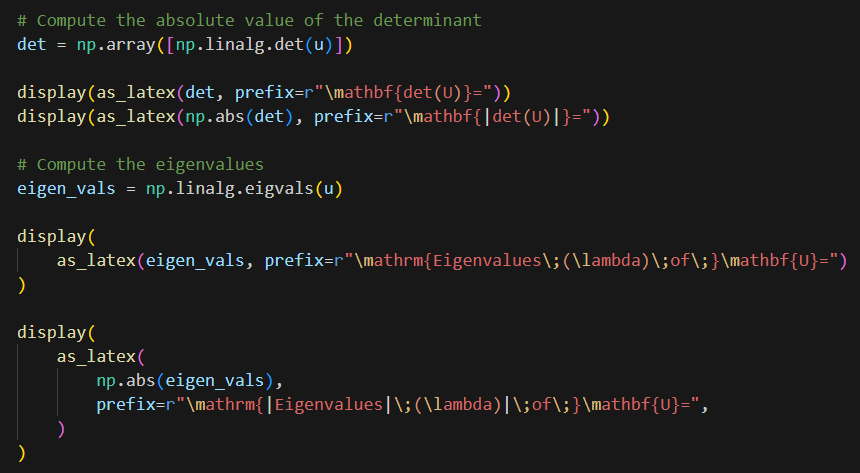 # Compute the absolute value of the determinant
det = np.array([np.linalg.det(u)])
display(as_latex(det, prefix=r"\mathbf{det(U)}="))
display(as_latex(np.abs(det), prefix=r"\mathbf{|det(U)|}="))
# Compute the eigenvalues
eigen_vals = np.linalg.eigvals(u)
display(
    as_latex(eigen_vals, prefix=r"\mathrm{Eigenvalues\;(\lambda)\;of\;}\mathbf{U}=")
)
display(
    as_latex(
        np.abs(eigen_vals),
        prefix=r"\mathrm{|Eigenvalues|\;(\lambda)|\;of\;}\mathbf{U}=",
    )
)